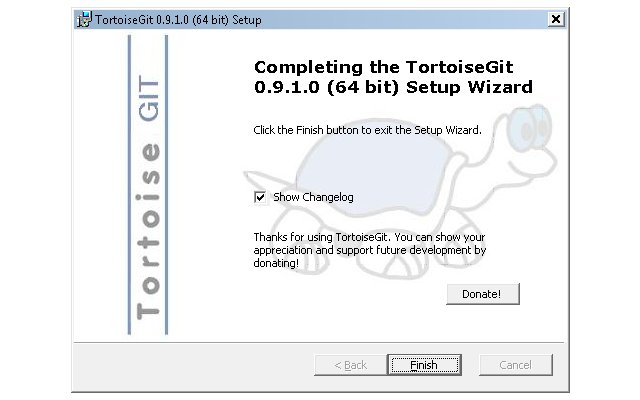 TortoiseGit 0.9.1.0 (64 bit) Setup
Tortoise GIT
Completing the TortoiseGit
0.9.1.0 (64 bit) Setup Wizard
Click the Finish button to exit the Setup Wizard.
Show Changelog
Thanks for using TortoiseGit. You can show your
appreciation and support future development by
donating!
Donate!
< Back
Finish
Cancel